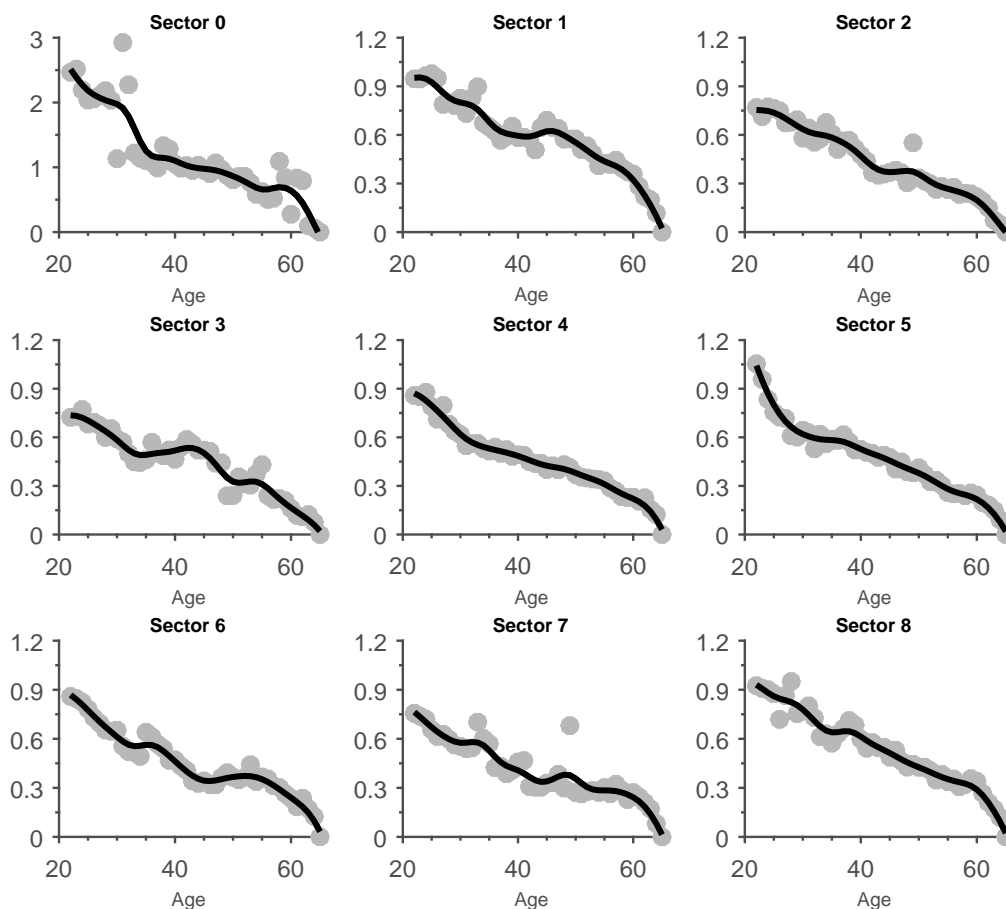 Sector 0
3
2
1
0
20 40 60
Age
Sector 1
1.2
0.9
0.6
0.3
0
20 40 60
Age
Sector 2
1.2
0.9
0.6
0.3
0
20 40 60
Age
Sector 3
1.2
0.9
0.6
0.3
0
20 40 60
Age
Sector 4
1.2
0.9
0.6
0.3
0
20 40 60
Age
Sector 5
1.2
0.9
0.6
0.3
0
20 40 60
Age
Sector 6
1.2
0.9
0.6
0.3
0
20 40 60
Age
Sector 7
1.2
0.9
0.6
0.3
0
20 40 60
Age
Sector 8
1.2
0.9
0.6
0.3
0
20 40 60
Age